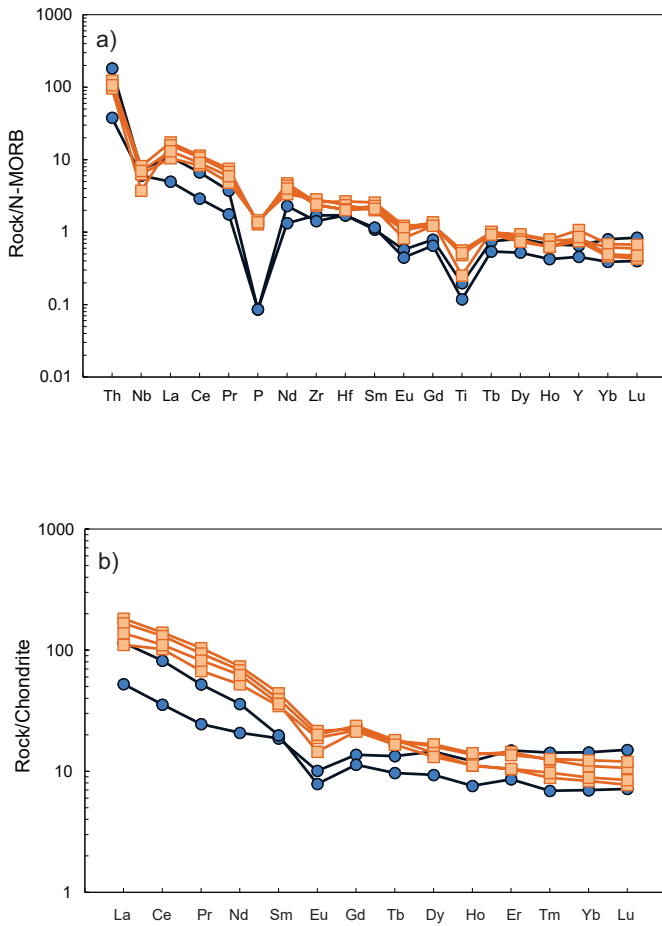 1000
a)
100
10
1
0.1
0.01
Rock/N-MORB
Th Nb La Ce Pr P Nd Zr Hf Sm Eu Gd Ti Tb Dy Ho Y Yb Lu
1000
b)
100
10
1
Rock/Chondrite
La Ce Pr Nd Sm Eu Gd Tb Dy Ho Er Tm Yb Lu